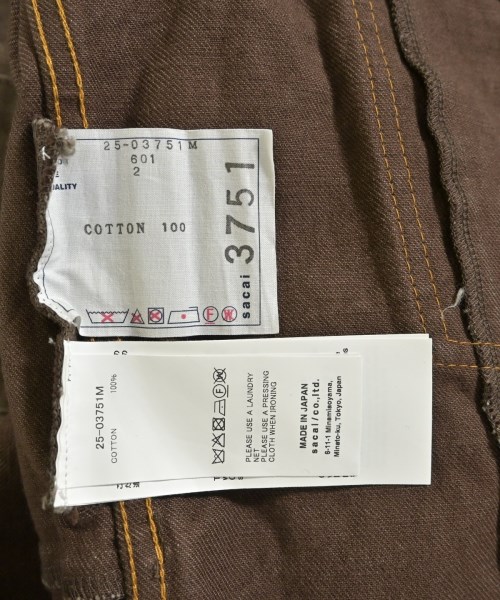 25-03751M
601
2
COTTON 100
sacai 3751
25-03751M
COTTON 100%
PLEASE USE A LAUNDRY
NET
PLEASE USE A PRESSING
CLOTH WHEN IRONING
MADE IN JAPAN
sacai/co.,ltd.
5-11-1 Minamiaoyama,
Minato-ku, Tokyo, Japan